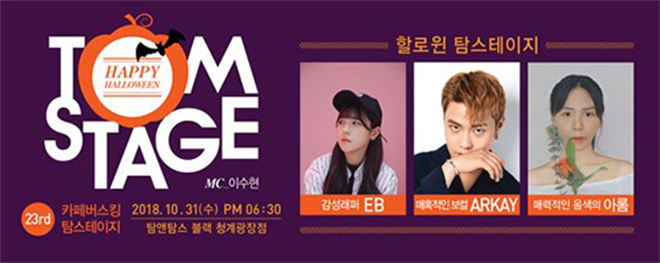 TOM
HAPPY
HALLOWEEN
STAGE
MC_이수현
23rd
카페버스킹
탐스테이지
2018.10.31(수) PM 06:30
탐앤탐스 블랙 청계광장점
할로윈 탐스테이지
감성래퍼 EB
매혹적인 보컬 ARKAY
매력적인 음색의 아롬